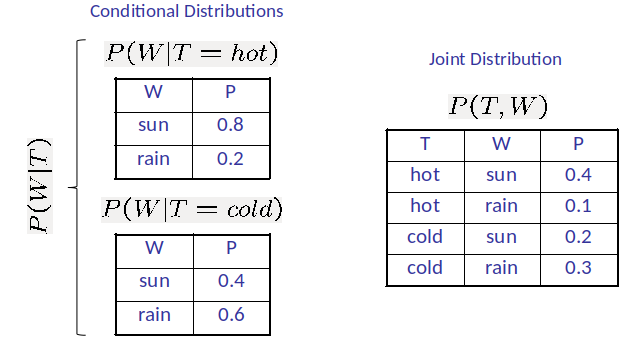 Conditional Distributions
P(W|T)
P(W|T = hot)
W P
sun 0.8
rain 0.2
P(W|T = cold)
W P
sun 0.4
rain 0.6
Joint Distribution
P(T, W)
T W P
hot sun 0.4
hot rain 0.1
cold sun 0.2
cold rain 0.3